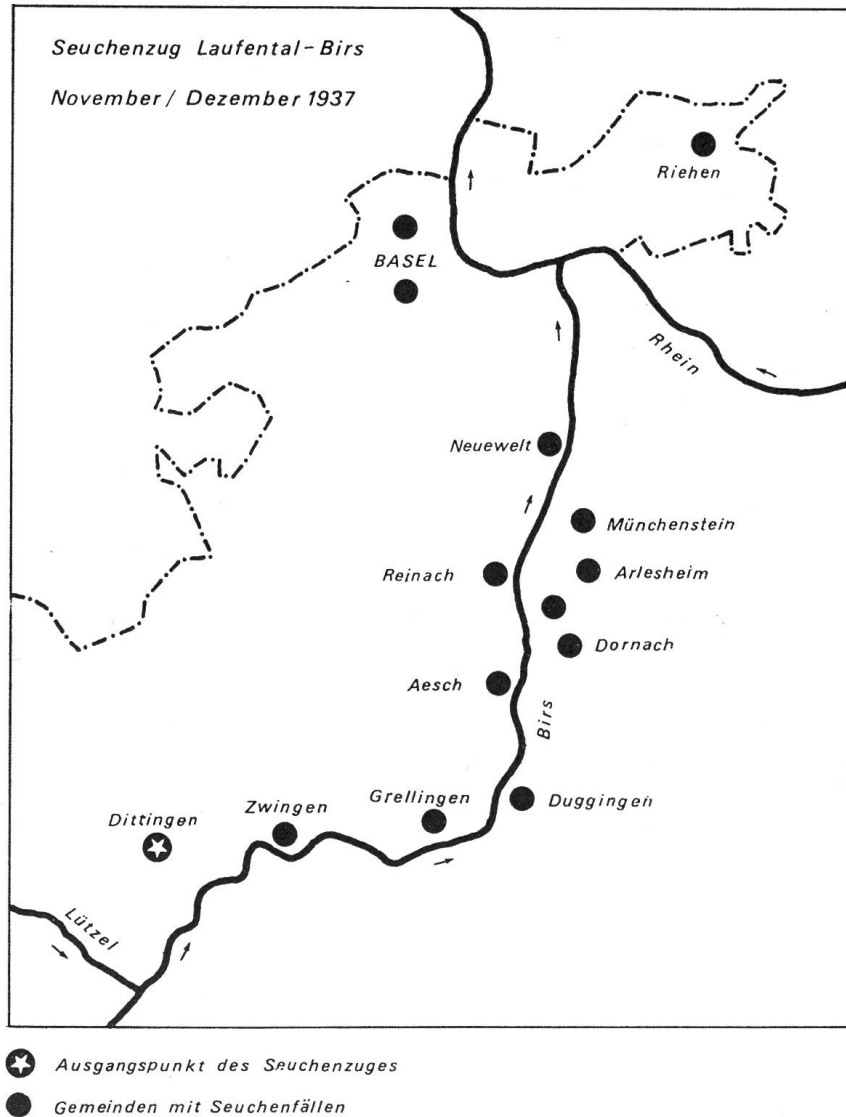 Seuchenzug Laufental-Birs
November/ Dezember 1937
Riehen
BASEL
Rhein
Neuewelt
Münchenstein
Reinach
Arlesheim
Dornach
Aesch
Birs
Grellingen
Duggingen
Zwingen
Dittingen
Lützel
Ausgangspunkt des Seuchenzuges
Gemeinden mit Seuchenfällen